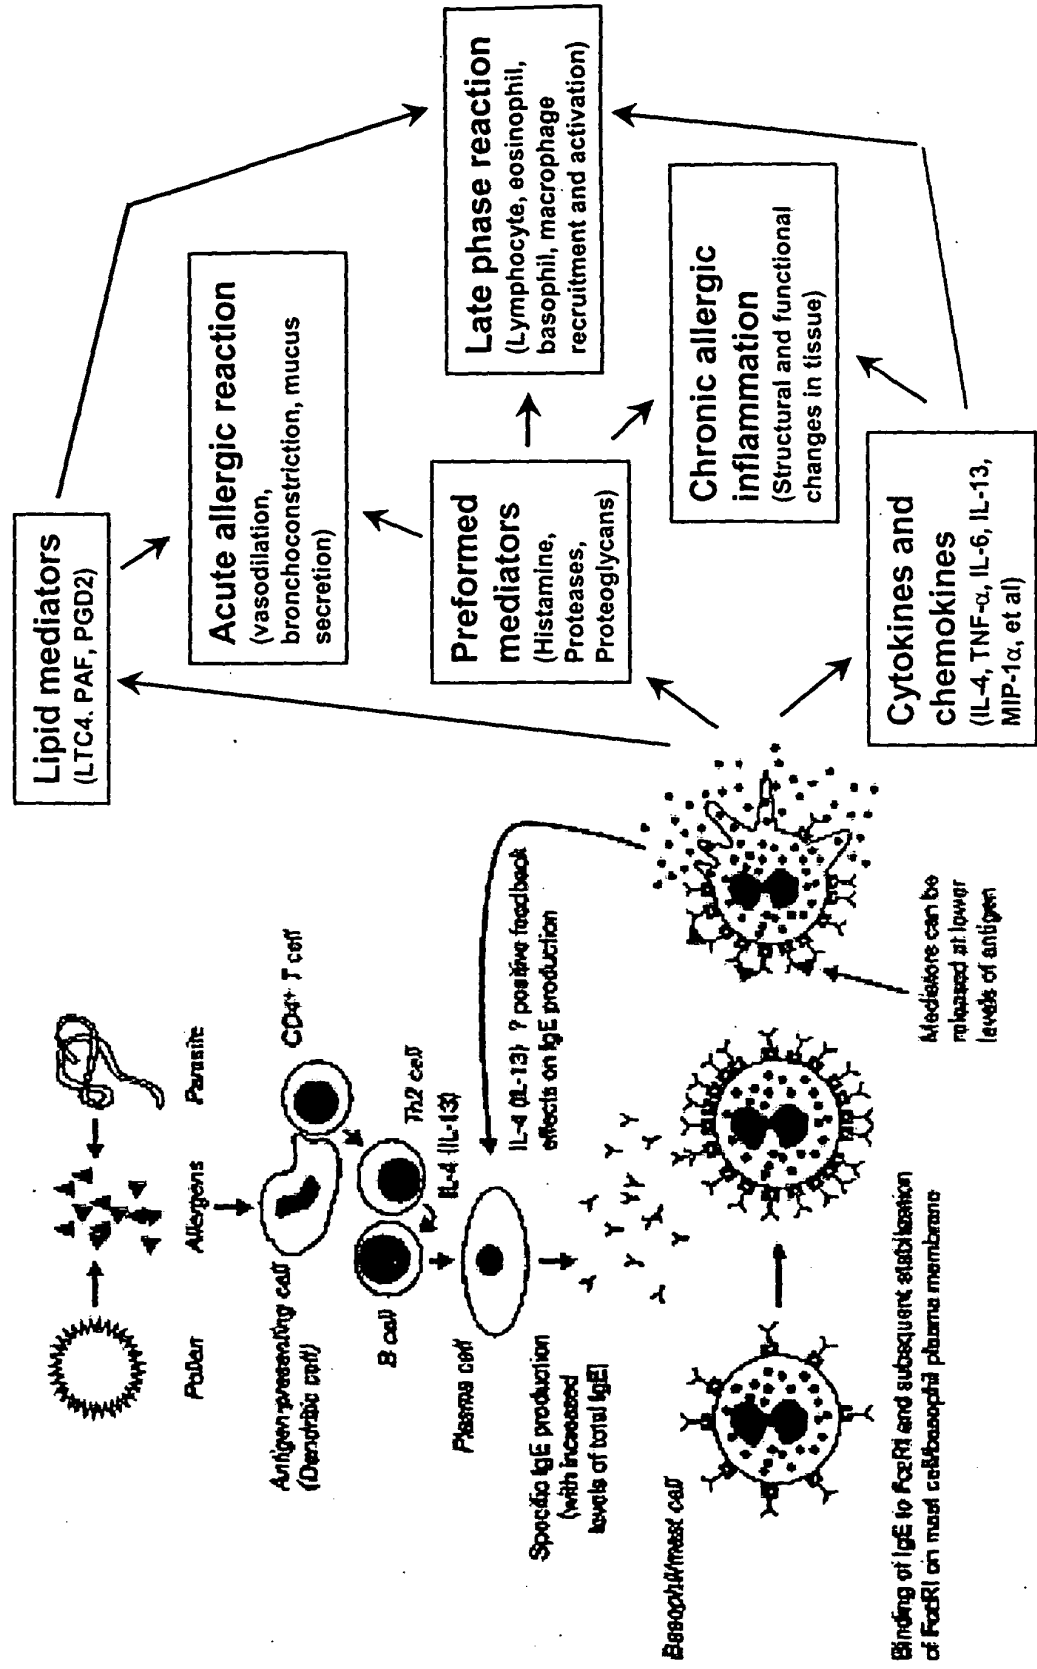 Pollen
Allergens
Parasite
Antigen-presenting cell
(Dendritic cell)
CD4+ T cell
B cell
Th2 cell
IL-4 (IL-13)
Plasma cell
IL-4 (IL-13) ? positive feedback
effects on IgE production
Specific IgE production
(with increased
levels of total IgE)
Basophil/mast cell
Binding of IgE to FcεRI and subsequent stabilization
of FcεRI on mast cell/basophil plasma membrane
Mediators can be
released at lower
levels of antigen
Lipid mediators
(LTC4. PAF, PGD2)
Acute allergic reaction
(vasodilation,
bronchoconstriction, mucus
secretion)
Preformed
mediators
(Histamine,
Proteases,
Proteoglycans)
Late phase reaction
(Lymphocyte, eosinophil,
basophil, macrophage
recruitment and activation)
Chronic allergic
inflammation
(Structural and functional
changes in tissue)
Cytokines and
chemokines
(IL-4, TNF-α, IL-6, IL-13,
MIP-1α, et al)